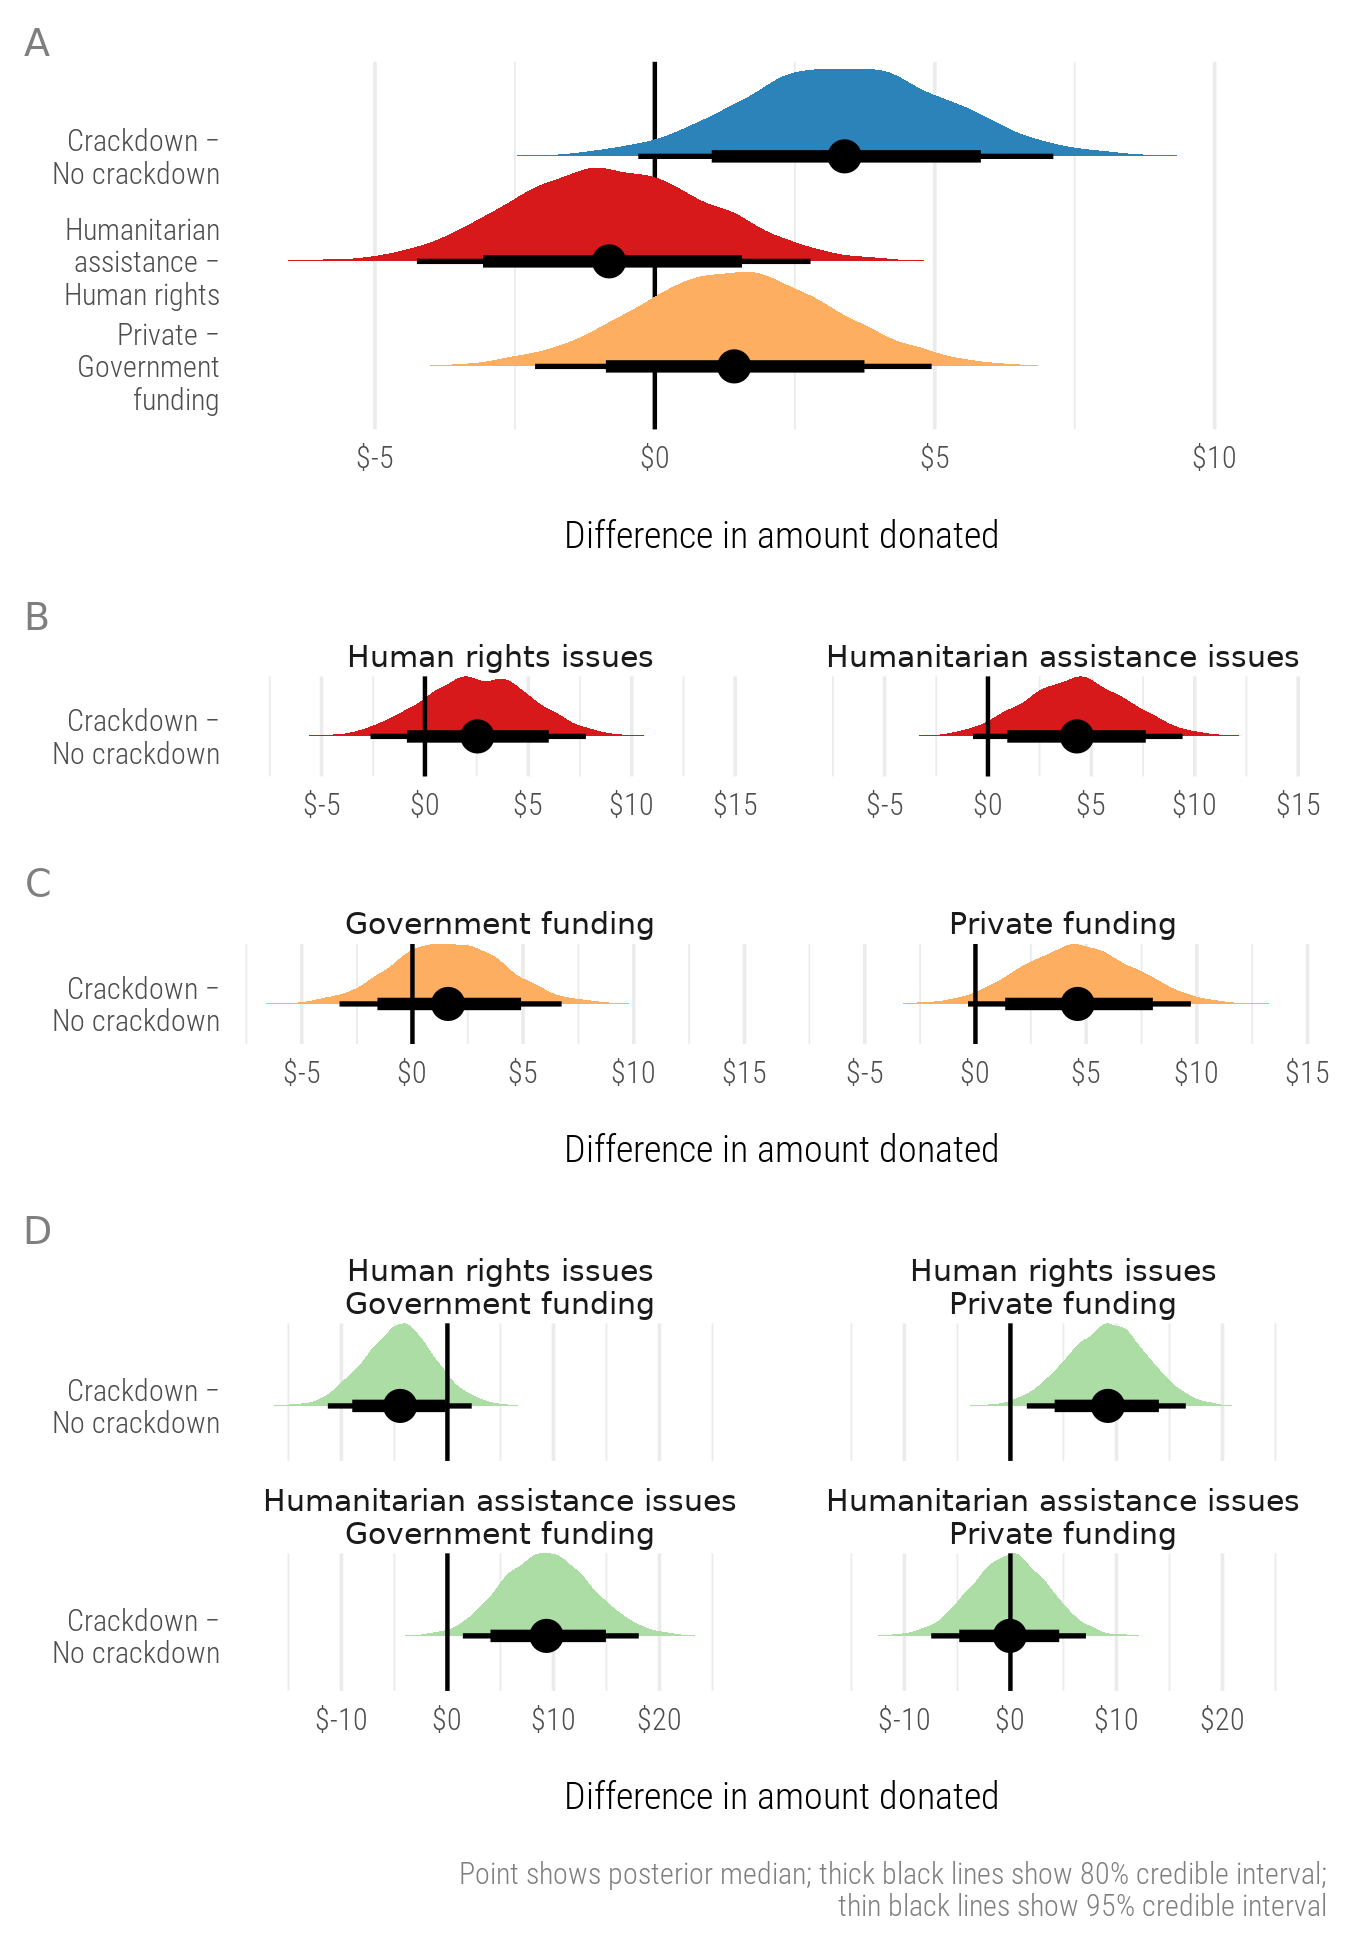 A
Crackdown −
No crackdown
Humanitarian
assistance −
Human rights
Private −
Government
funding
$-5 $0 $5 $10
Difference in amount donated
B
Human rights issues Humanitarian assistance issues
Crackdown −
No crackdown
$-5 $0 $5 $10 $15 $-5 $0 $5 $10 $15
C
Government funding Private funding
Crackdown −
No crackdown
$-5 $0 $5 $10 $15 $-5 $0 $5 $10 $15
Difference in amount donated
D
Human rights issues Human rights issues
Government funding Private funding
Crackdown −
No crackdown
Humanitarian assistance issues Humanitarian assistance issues
Government funding Private funding
Crackdown −
No crackdown
$-10 $0 $10 $20 $-10 $0 $10 $20
Difference in amount donated
Point shows posterior median; thick black lines show 80% credible interval;
thin black lines show 95% credible interval